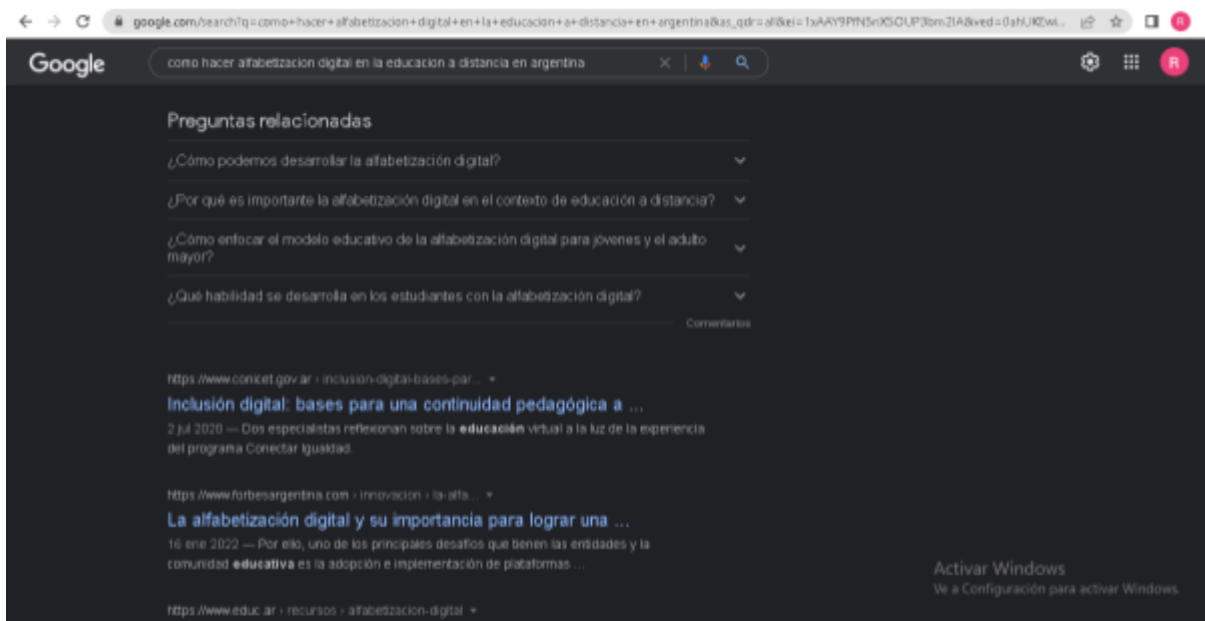 google.com/search?q=como+hacer+alfabetizacion+digital+en+la+educacion+a+distancia+en+argentina&as_qdr=all&ei=
R
Google
como hacer alfabetizacion digital en la educacion a distancia en argentina
R
Preguntas relacionadas
¿Cómo podemos desarrollar la alfabetización digital?
¿Por qué es importante la alfabetización digital en el contexto de educación a distancia?
¿Cómo enfocar el modelo educativo de la alfabetización digital para jóvenes y el adulto
mayor?
¿Qué habilidad se desarrolla en los estudiantes con la alfabetización digital?
Comentarios
https://www.conicet.gov.ar › inclusion-digital-bases-par...
Inclusión digital: bases para una continuidad pedagógica a ...
2 jul 2020 — Dos especialistas reflexionan sobre la educación virtual a la luz de la experiencia
del programa Conectar Igualdad.
https://www.forbesargentina.com › innovacion › la-alfa...
La alfabetización digital y su importancia para lograr una ...
16 ene 2022 — Por ello, uno de los principales desafíos que tienen las entidades y la
comunidad educativa es la adopción e implementación de plataformas ...
Activar Windows
Ve a Configuración para activar Windows.
https://www.educ.ar › recursos › alfabetizacion-digital